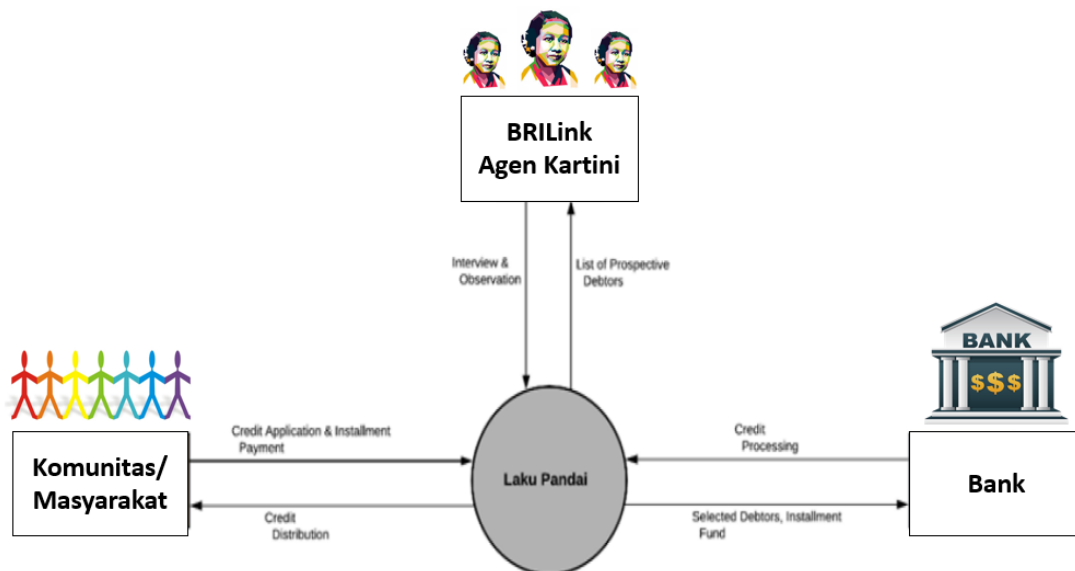 BRILink
Agen Kartini
Interview &
Observation
List of Prospective
Debtors
BANK
$$$
Komunitas/
Masyarakat
Credit Application & Installment
Payment
Credit
Distribution
Laku Pandai
Credit
Processing
Selected Debtors, Installment
Fund
Bank